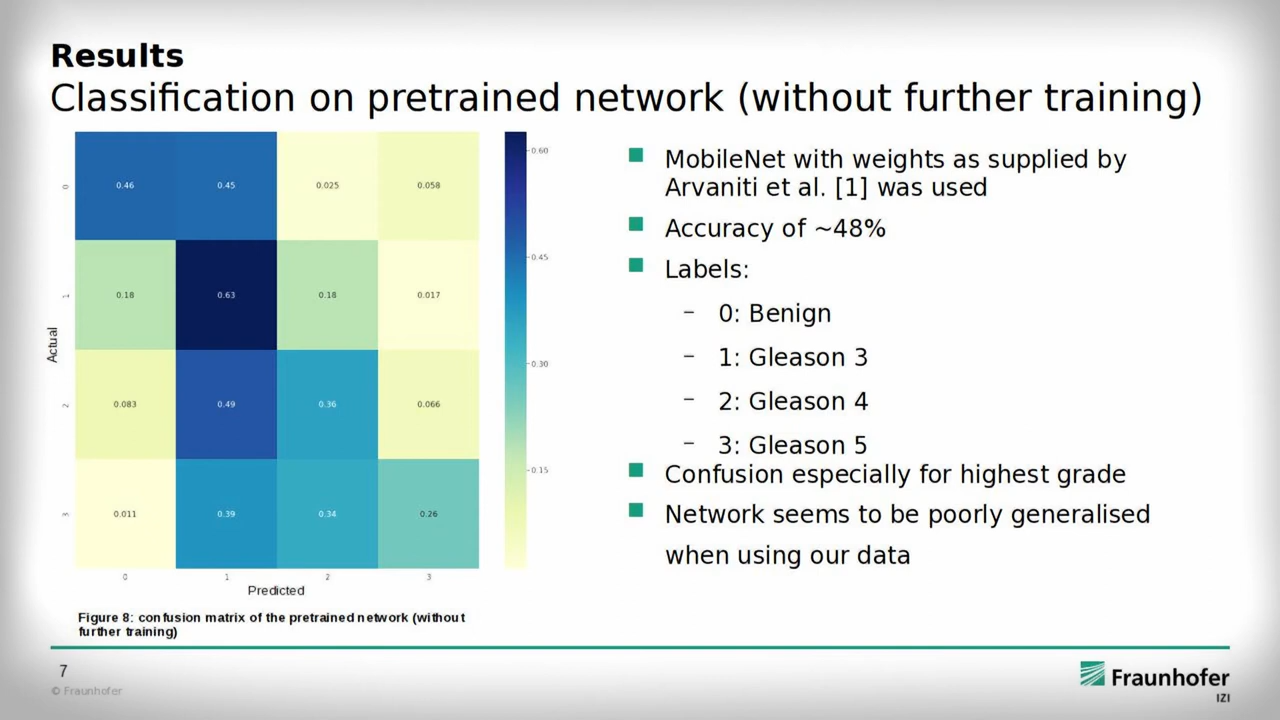 Results
Classification on pretrained network (without further training)
0.46 0.45 0.025 0.058
0.18 0.63 0.18 0.017
0.083 0.49 0.36 0.066
0.011 0.39 0.34 0.26
0
1
2
3
Actual
0 1 2 3
Predicted
0.60
0.45
0.30
0.15
Figure 8: confusion matrix of the pretrained network (without
further training)
MobileNet with weights as supplied by
Arvaniti et al. [1] was used
Accuracy of ~48%
Labels:
– 0: Benign
– 1: Gleason 3
– 2: Gleason 4
– 3: Gleason 5
Confusion especially for highest grade
Network seems to be poorly generalised
when using our data
7
© Fraunhofer
Fraunhofer
IZI